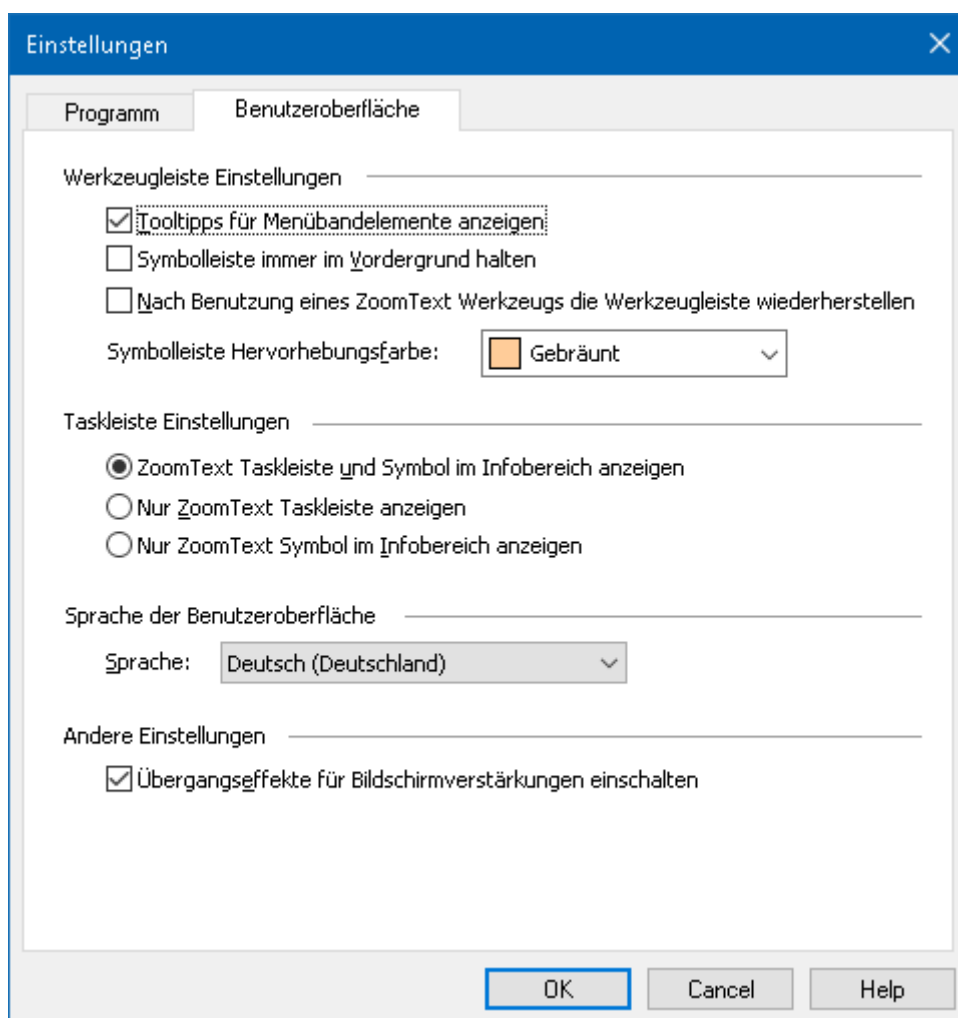 Einstellungen
Programm
Benutzeroberfläche
Werkzeugleiste Einstellungen
Tooltipps für Menübandelemente anzeigen
Symbolleiste immer im Vordergrund halten
Nach Benutzung eines ZoomText Werkzeugs die Werkzeugleiste wiederherstellen
Symbolleiste Hervorhebungsfarbe: Gebräunt
Taskleiste Einstellungen
ZoomText Taskleiste und Symbol im Infobereich anzeigen
Nur ZoomText Taskleiste anzeigen
Nur ZoomText Symbol im Infobereich anzeigen
Sprache der Benutzeroberfläche
Sprache: Deutsch (Deutschland)
Andere Einstellungen
Übergangseffekte für Bildschirmverstärkungen einschalten
OK Cancel Help